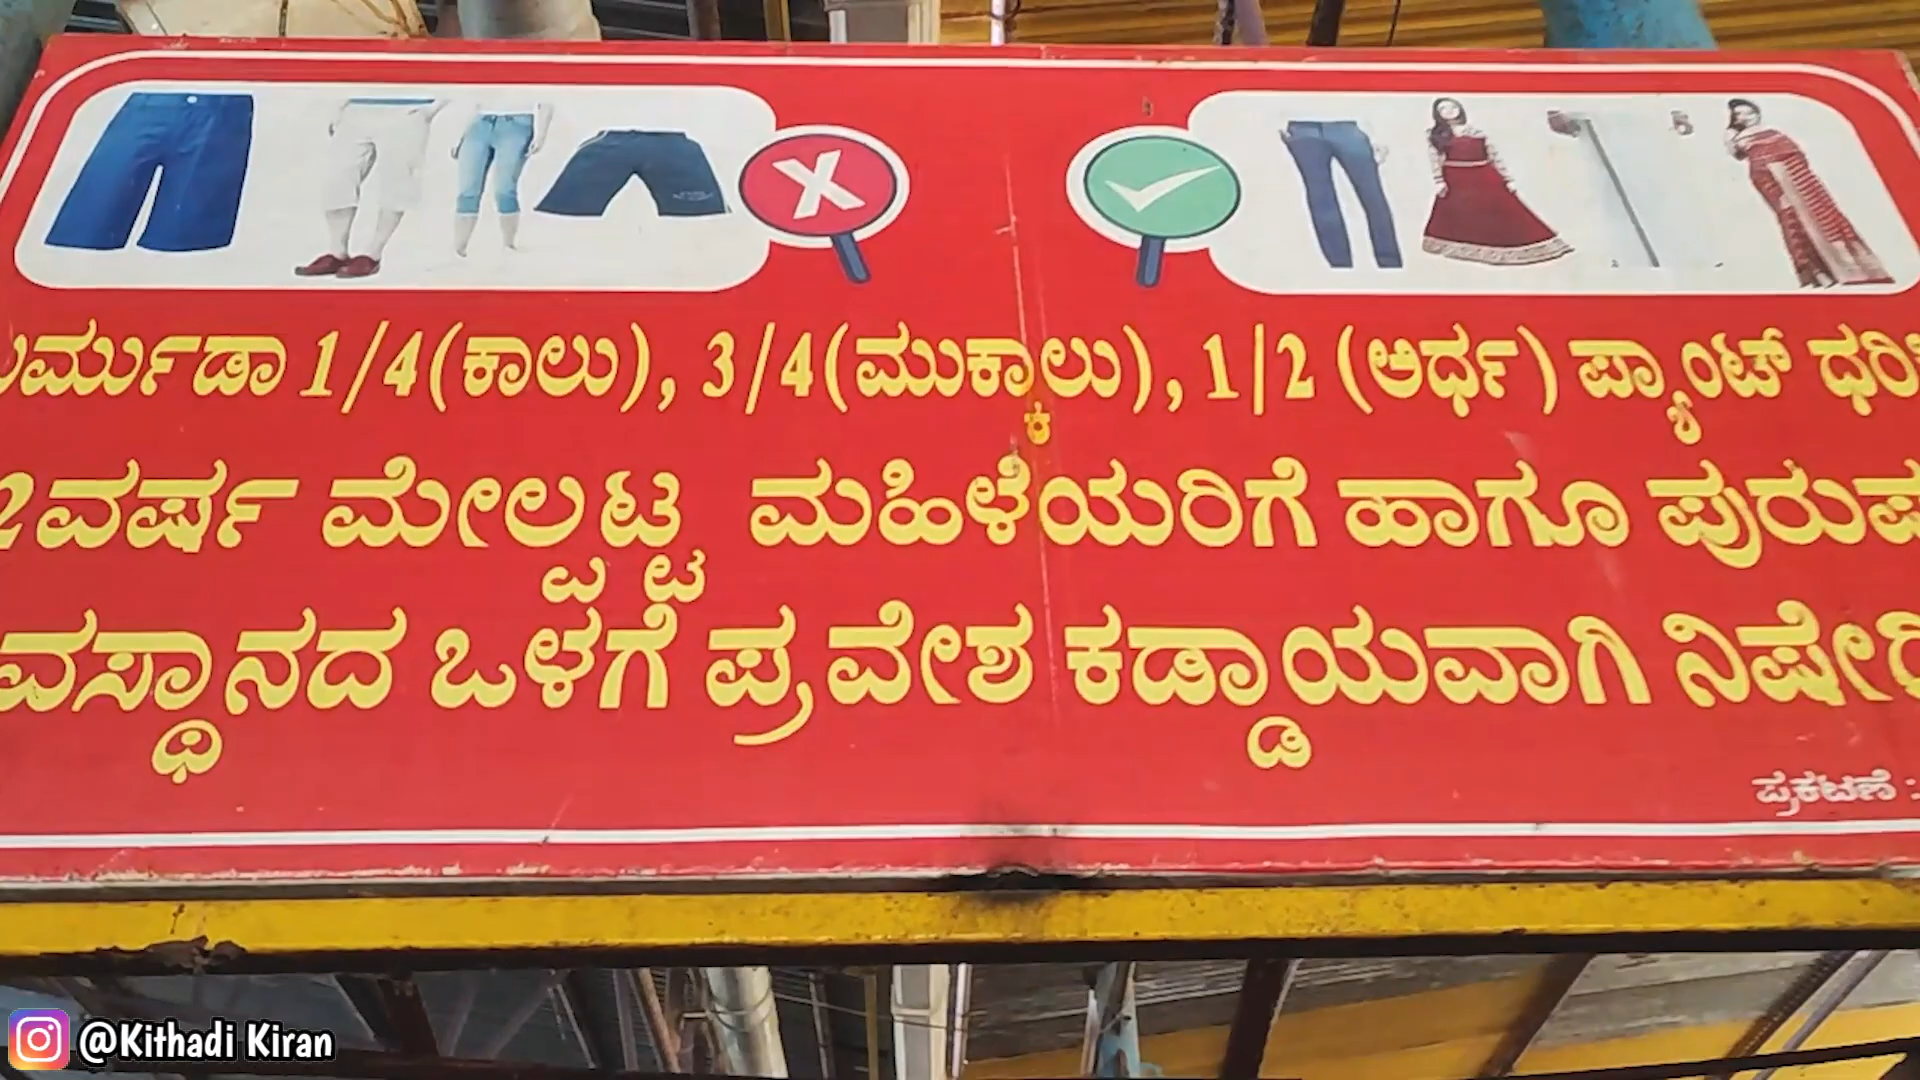 X
ಬರ್ಮುಡಾ 1/4(ಕಾಲು), 3/4(ಮುಕ್ಕಾಲು), 1/2 (ಅರ್ಧ) ಪ್ಯಾಂಟ್ ಧರಿಸಿ
2ವರ್ಷ ಮೇಲ್ಪಟ್ಟ ಮಹಿಳೆಯರಿಗೆ ಹಾಗೂ ಪುರುಷ
ವಸ್ಥಾನದ ಒಳಗೆ ಪ್ರವೇಶ ಕಡ್ಡಾಯವಾಗಿ ನಿಷೇಧಿ
ಪ್ರಕಟಣೆ :
@Kithadi Kiran